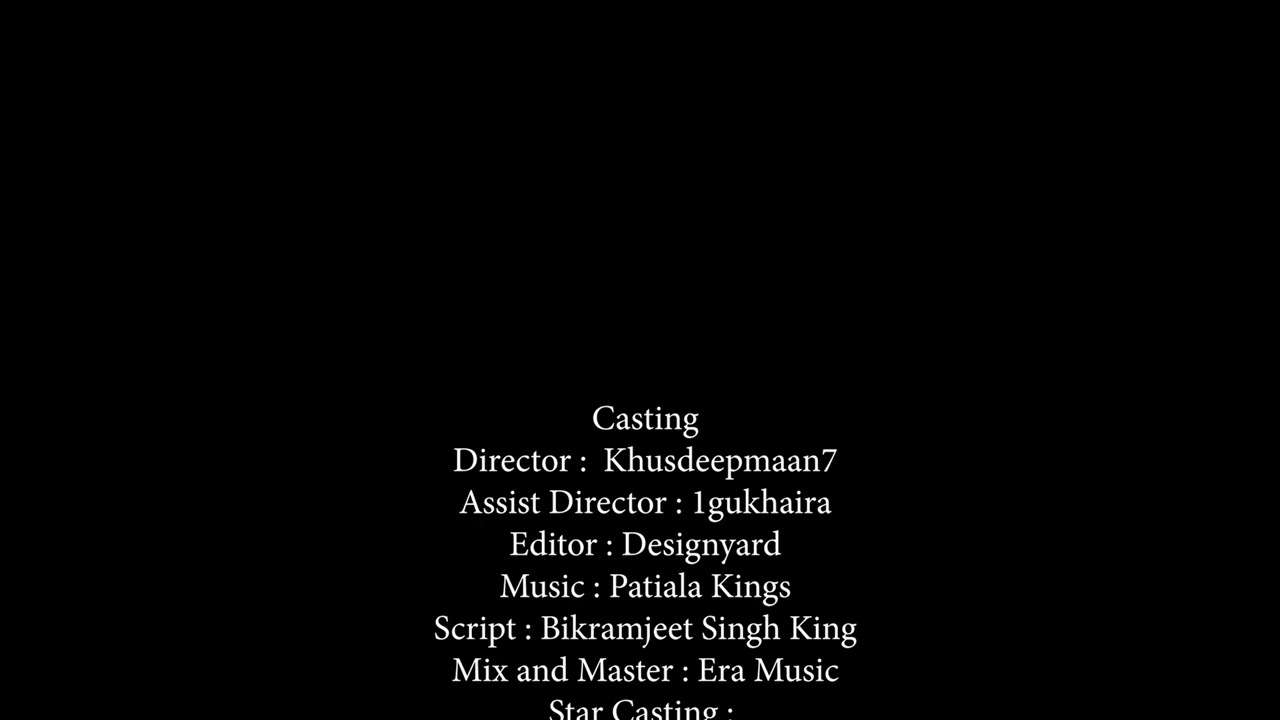 Casting
Director :  Khusdeepmaan7
Assist Director : 1gukhaira
Editor : Designyard
Music : Patiala Kings
Script : Bikramjeet Singh King
Mix and Master : Era Music
Star Casting :